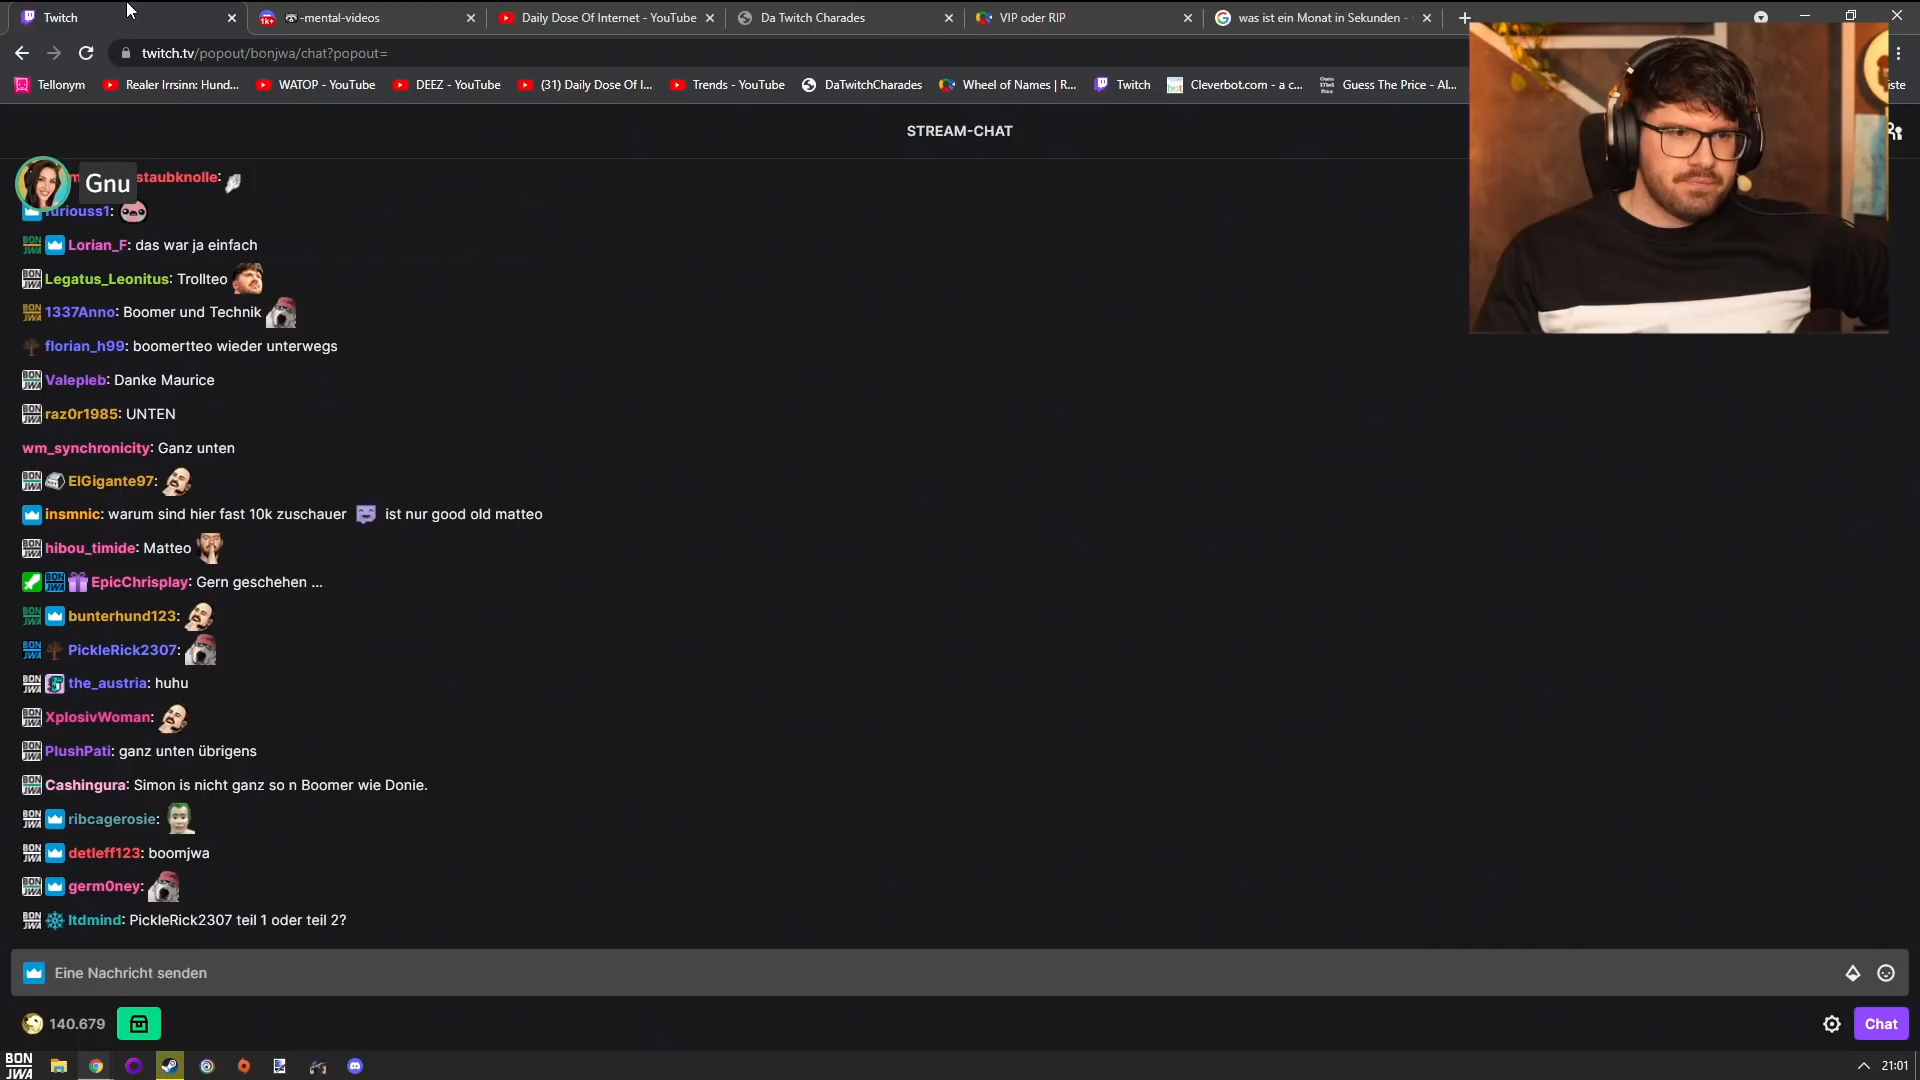 Twitch
1k+
-mental-videos
Daily Dose Of Internet - YouTube
Da Twitch Charades
VIP oder RIP
was ist ein Monat in Sekunden -
twitch.tv/popout/bonjwa/chat?popout=
Tellonym
Realer Irrsinn: Hund...
WATOP - YouTube
DEEZ - YouTube
(31) Daily Dose Of I...
Trends - YouTube
DaTwitchCharades
Wheel of Names | R...
Twitch
Cleverbot.com - a c...
Guess The Price - Al...
iste
STREAM-CHAT
staubknolle:
Gnu
furiouss1:
Lorian_F: das war ja einfach
Legatus_Leonitus: Trollteo
1337Anno: Boomer und Technik
florian_h99: boomertteo wieder unterwegs
Valepleb: Danke Maurice
raz0r1985: UNTEN
wm_synchronicity: Ganz unten
ElGigante97:
insmnic: warum sind hier fast 10k zuschauer ist nur good old matteo
hibou_timide: Matteo
EpicChrisplay: Gern geschehen ...
bunterhund123:
PickleRick2307:
the_austria: huhu
XplosivWoman:
PlushPati: ganz unten übrigens
Cashingura: Simon is nicht ganz so n Boomer wie Donie.
ribcagerosie:
detleff123: boomjwa
germ0ney:
ltdmind: PickleRick2307 teil 1 oder teil 2?
Eine Nachricht senden
140.679
Chat
BON
JWA
21:01